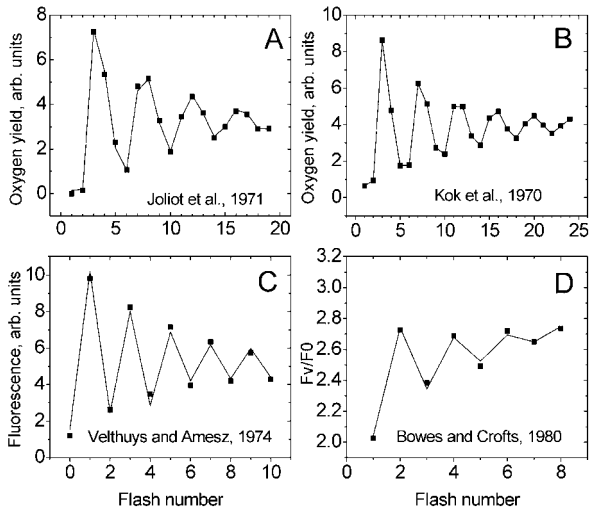 A
Oxygen yield, arb. units
8
6
4
2
0
0 5 10 15 20
Joliot et al., 1971
B
Oxygen yield, arb. units
10
8
6
4
2
0
0 5 10 15 20 25
Kok et al., 1970
C
Fluorescence, arb. units
10
8
6
4
2
0
0 2 4 6 8 10
Velthuys and Amesz, 1974
Flash number
D
Fv/F0
3.2
3.0
2.8
2.6
2.4
2.2
2.0
0 2 4 6 8
Bowes and Crofts, 1980
Flash number